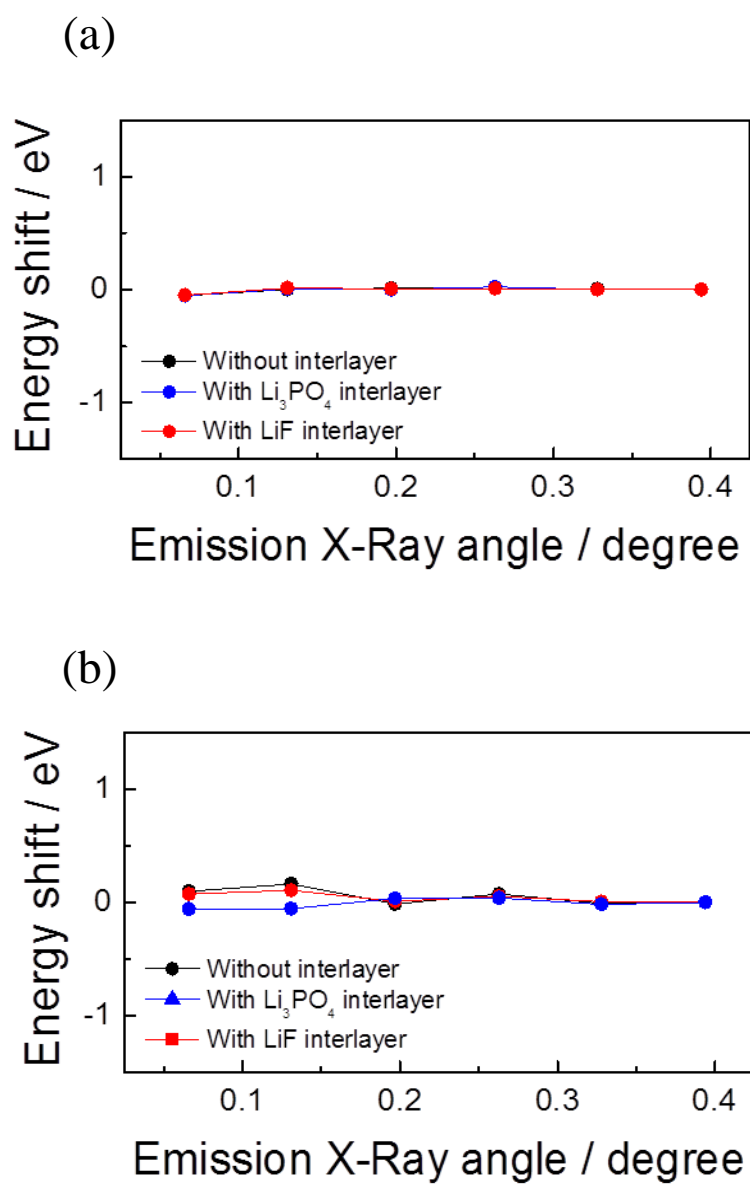 (a)
Energy shift / eV
1
0
-1
Without interlayer
With Li₃PO₄ interlayer
With LiF interlayer
0.1 0.2 0.3 0.4
Emission X-Ray angle / degree
(b)
Energy shift / eV
1
0
-1
Without interlayer
With Li₃PO₄ interlayer
With LiF interlayer
0.1 0.2 0.3 0.4
Emission X-Ray angle / degree